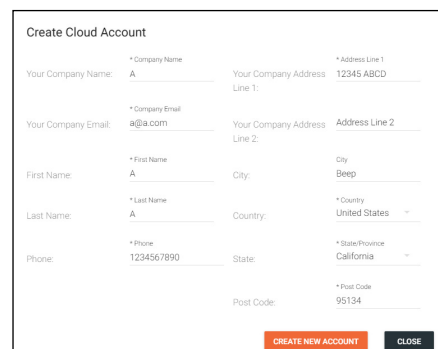 Create Cloud Account
* Company Name
Your Company Name:
A
* Address Line 1
Your Company Address
Line 1:
12345 ABCD
* Company Email
Your Company Email:
a@a.com
Your Company Address
Line 2:
Address Line 2
* First Name
First Name:
A
City
City:
Beep
* Last Name
Last Name:
A
* Country
Country:
United States
* Phone
Phone:
1234567890
* State/Province
State:
California
* Post Code
Post Code:
95134
CREATE NEW ACCOUNT
CLOSE